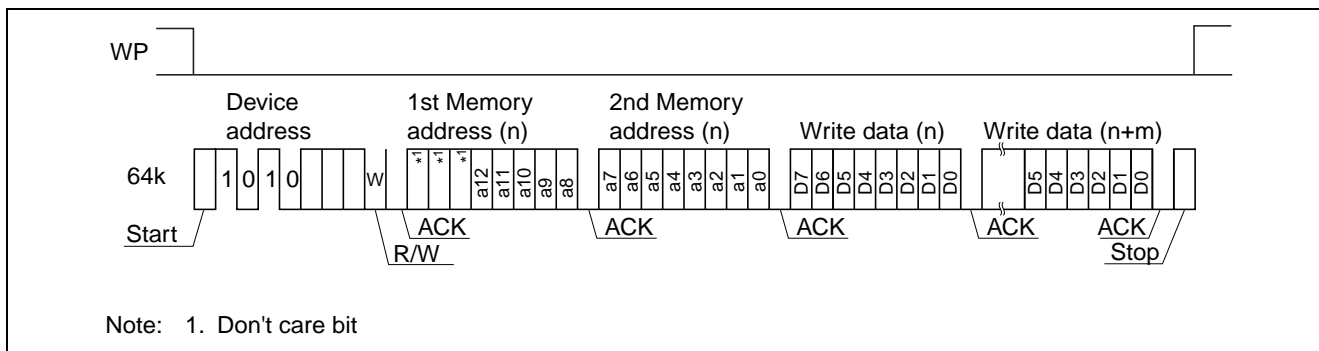 WP
Device address
1st Memory address (n)
2nd Memory address (n)
Write data (n)
Write data (n+m)
64k
1 0 1 0
W
*1 *1 *1 a12 a11 a10 a9 a8
a7 a6 a5 a4 a3 a2 a1 a0
D7 D6 D5 D4 D3 D2 D1 D0
D5 D4 D3 D2 D1 D0
Start
R/W
ACK
ACK
ACK
ACK
ACK
Stop
Note: 1. Don't care bit